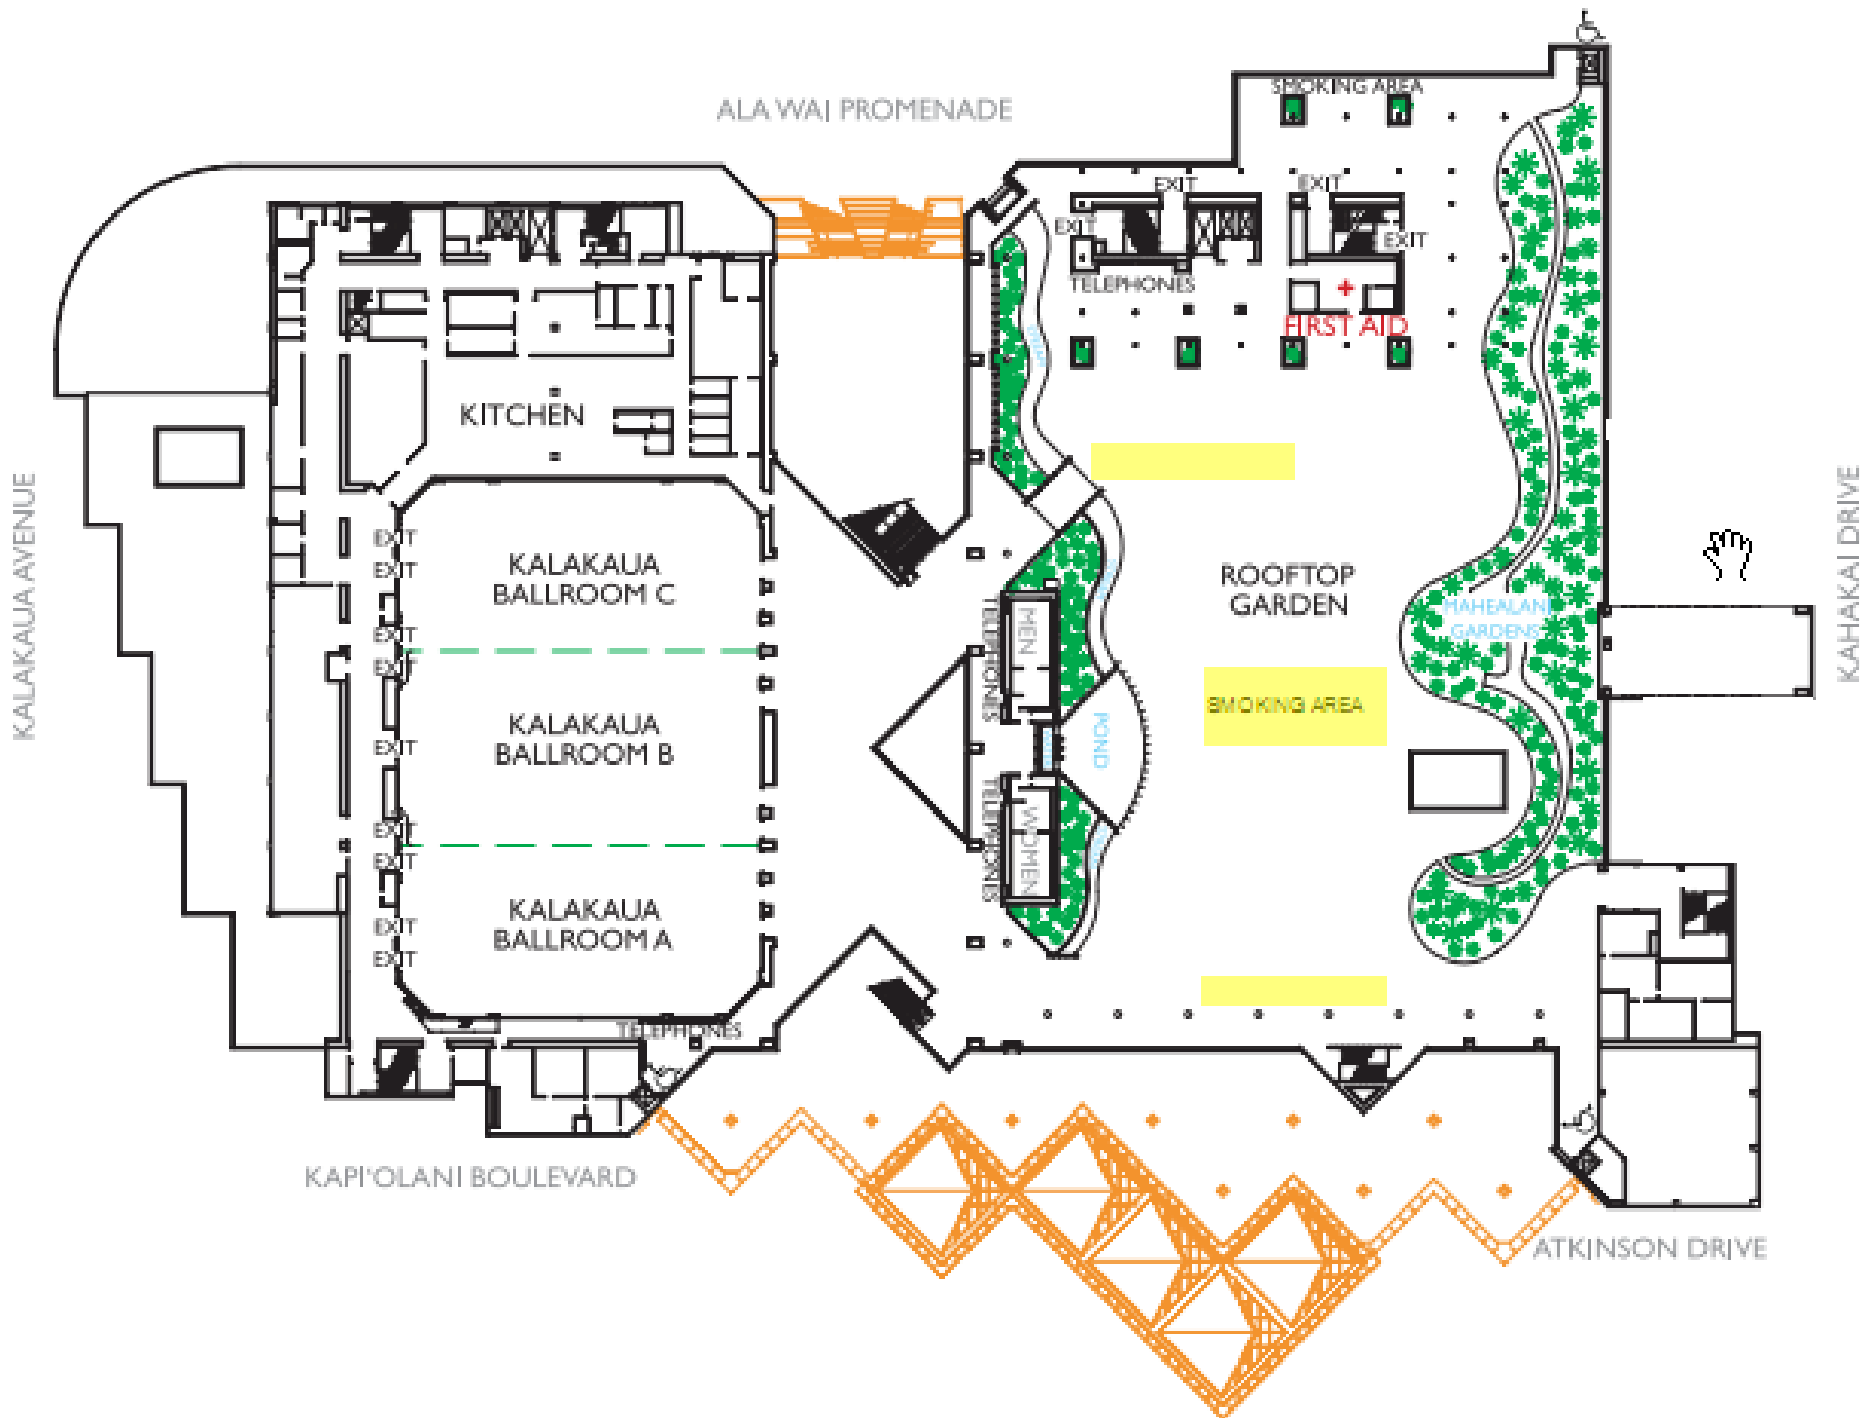 SMOKING AREA
ALA WAI PROMENADE
EXIT
EXIT
EXIT
EXIT
TELEPHONES
FIRST AID
KITCHEN
KALAKAUA AVENUE
KAHAKAI DRIVE
EXIT
EXIT
KALAKAUA
BALLROOM C
ROOFTOP
GARDEN
MAHEALANI
GARDENS
TELEPHONES
MEN
EXIT
EXIT
KALAKAUA
BALLROOM B
SMOKING AREA
POND
EXIT
TELEPHONES
WOMEN
EXIT
EXIT
KALAKAUA
BALLROOM A
EXIT
EXIT
TELEPHONES
KAPI'OLANI BOULEVARD
ATKINSON DRIVE